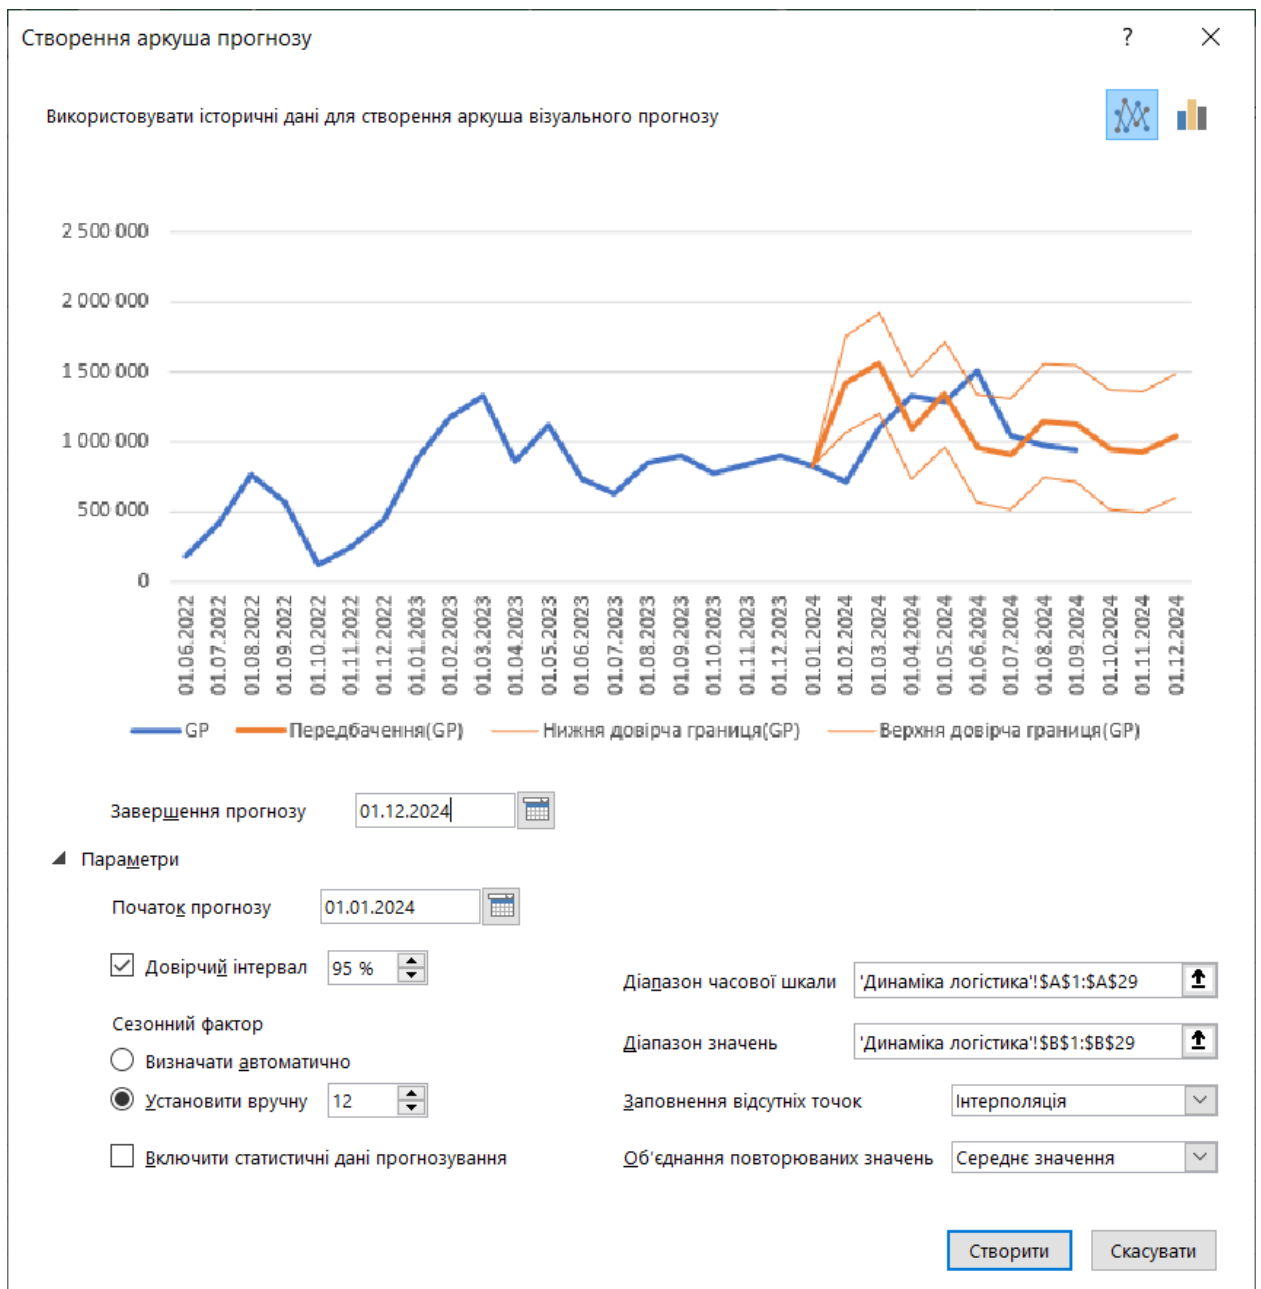 Створення аркуша прогнозу ?
Використовувати історичні дані для створення аркуша візуального прогнозу
2 500 000
2 000 000
1 500 000
1 000 000
500 000
0
01.06.2022
01.07.2022
01.08.2022
01.09.2022
01.10.2022
01.11.2022
01.12.2022
01.01.2023
01.02.2023
01.03.2023
01.04.2023
01.05.2023
01.06.2023
01.07.2023
01.08.2023
01.09.2023
01.10.2023
01.11.2023
01.12.2023
01.01.2024
01.02.2024
01.03.2024
01.04.2024
01.05.2024
01.06.2024
01.07.2024
01.08.2024
01.09.2024
01.10.2024
01.11.2024
01.12.2024
GP Передбачення(GP) Нижня довірча границя(GP) Верхня довірча границя(GP)
Завершення прогнозу 01.12.2024
Параметри
Початок прогнозу 01.01.2024
Довірчий інтервал 95 %
Сезонний фактор
Визначати автоматично
Установити вручну 12
Включити статистичні дані прогнозування
Діапазон часової шкали 'Динаміка логістика'!$A$1:$A$29
Діапазон значень 'Динаміка логістика'!$B$1:$B$29
Заповнення відсутніх точок Інтерполяція
Об'єднання повторюваних значень Середнє значення
Створити Скасувати